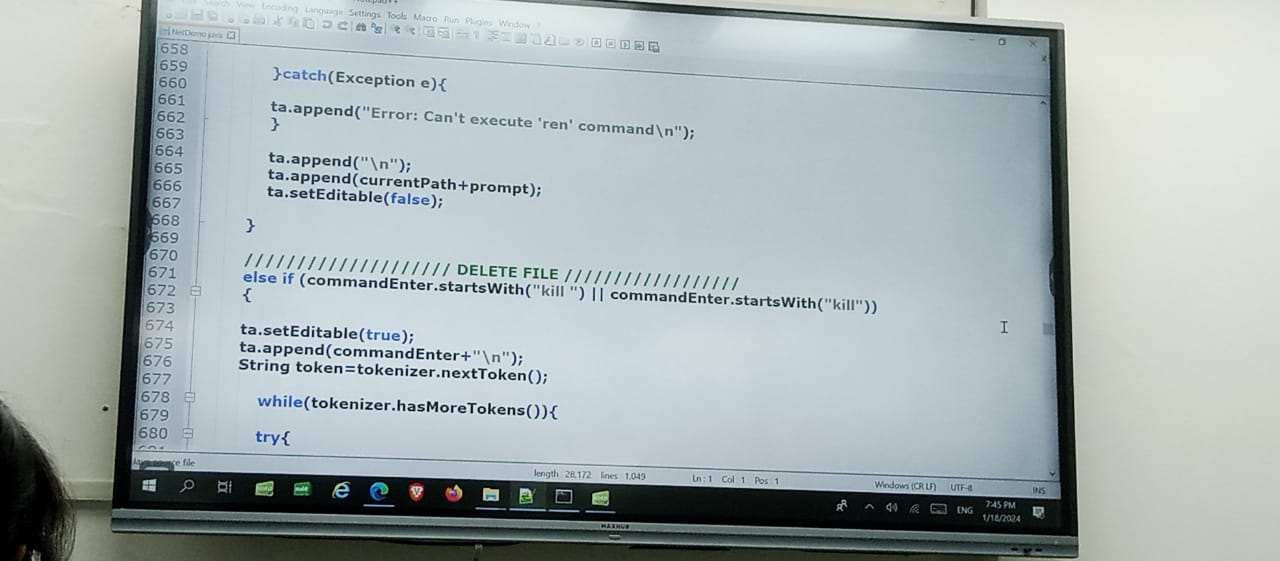 Search View Encoding Language Settings Tools Macro Run Plugins Window ?
NetDemo.java
658
659 }catch(Exception e){
660
661 ta.append("Error: Can't execute 'ren' command\n");
662 }
663
664 ta.append("\n");
665 ta.append(currentPath+prompt);
666 ta.setEditable(false);
667
668 }
669
670 //////////////////// DELETE FILE /////////////////
671 else if (commandEnter.startsWith("kill ") || commandEnter.startsWith("kill"))
672 {
673
674 ta.setEditable(true);
675 ta.append(commandEnter+"\n");
676 String token=tokenizer.nextToken();
677
678 while(tokenizer.hasMoreTokens()){
679
680 try{
file length : 28,172 lines : 1,049 Ln : 1 Col : 1 Pos : 1 Windows (CR LF) UTF-8 INS
ENG 7:45 PM
1/18/2024
MAXHUB